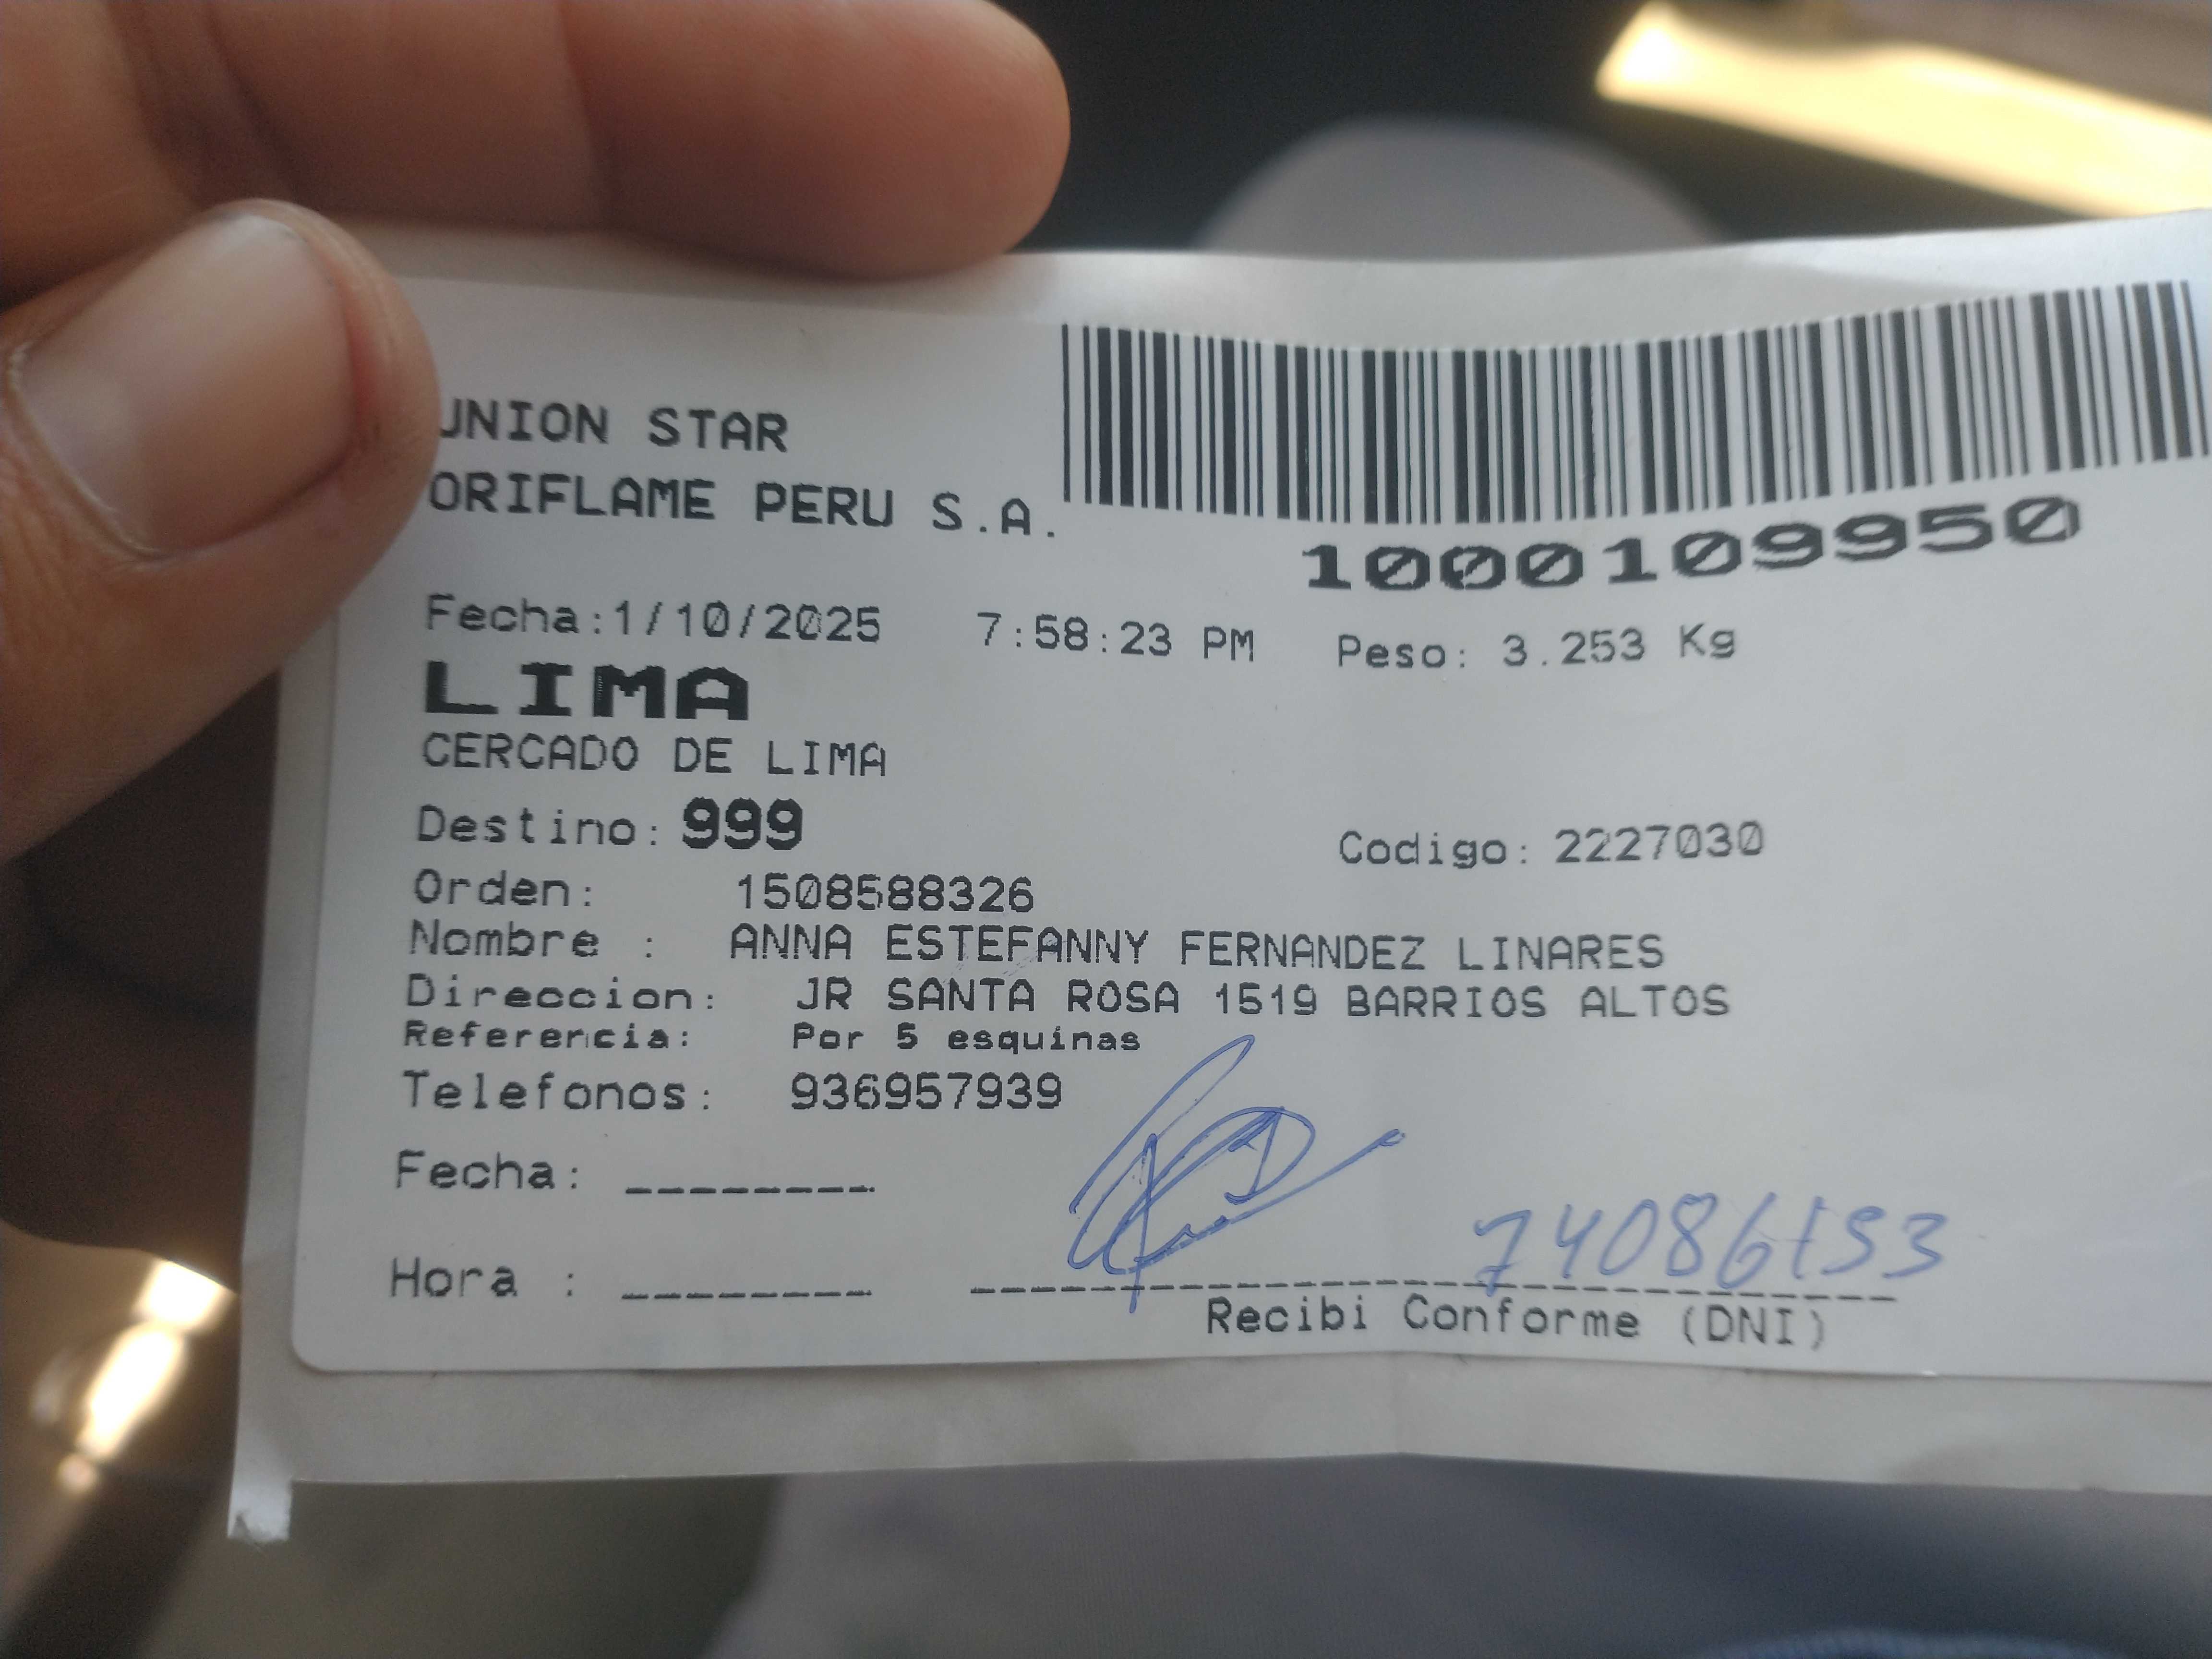 UNION STAR
ORIFLAME PERU S.A.
1000109950
Fecha:1/10/2025 7:58:23 PM Peso: 3.253 Kg
LIMA
CERCADO DE LIMA
Destino: 999 Codigo: 2227030
Orden: 1508588326
Nombre : ANNA ESTEFANNY FERNANDEZ LINARES
Direccion: JR SANTA ROSA 1519 BARRIOS ALTOS
Referencia: Por 5 esquinas
Telefonos: 936957939
Fecha: ________
Hora : ________ 74086153
Recibi Conforme (DNI)